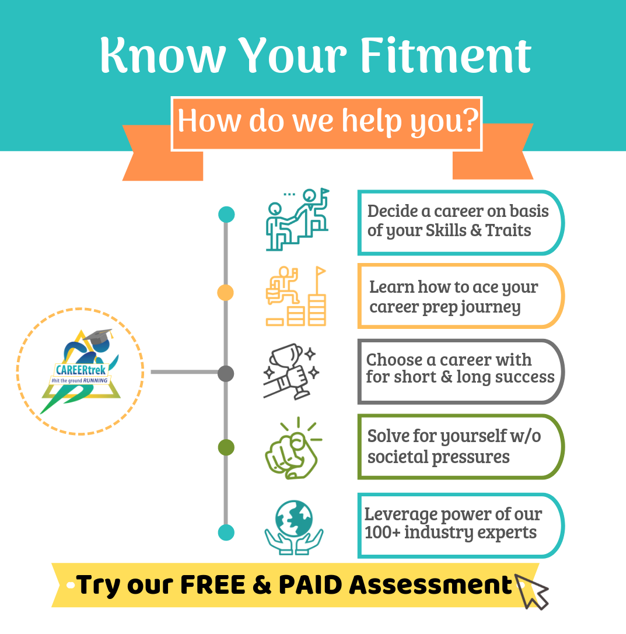 Know Your Fitment
How do we help you?
Decide a career on basis
of your Skills & Traits
Learn how to ace your
career prep journey
CAREERtrek
Hit the ground RUNNING
Choose a career with
for short & long success
Solve for yourself w/o
societal pressures
Leverage power of our
100+ industry experts
Try our FREE & PAID Assessment